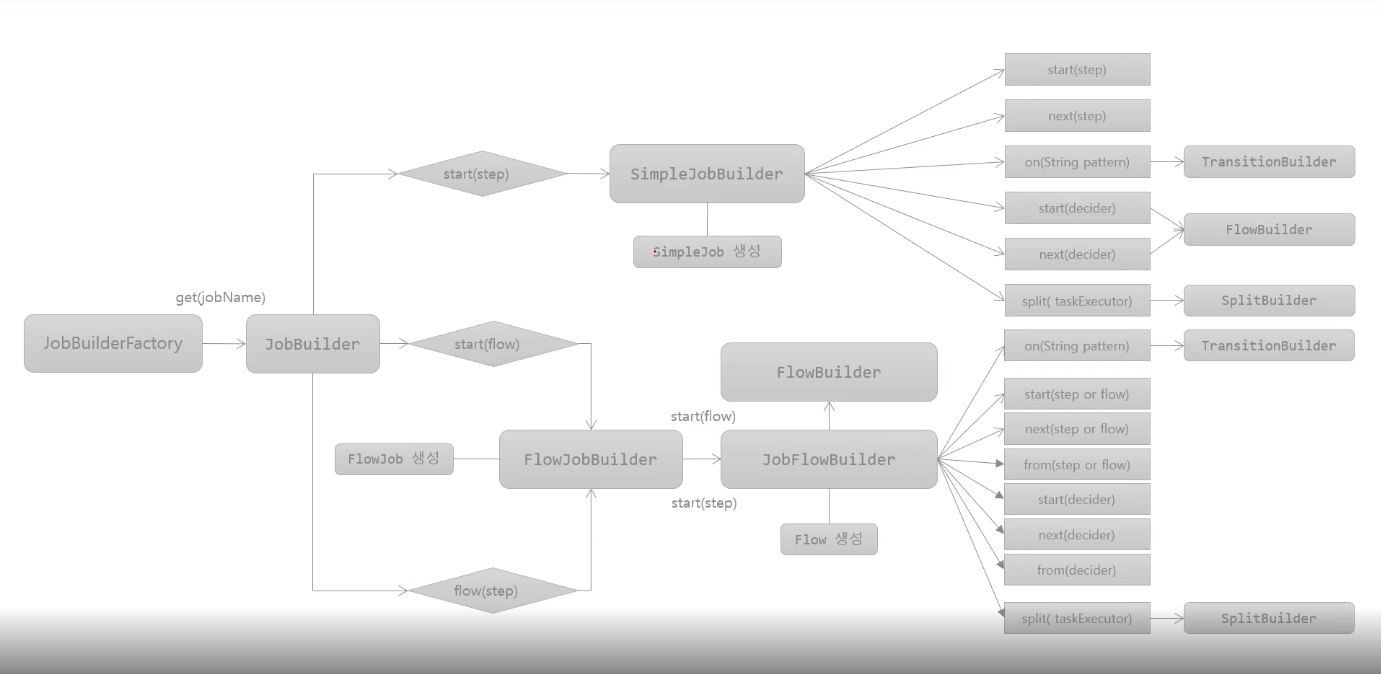 start(step)
next(step)
on(String pattern)
TransitionBuilder
start(step)
SimpleJobBuilder
start(decider)
FlowBuilder
SimpleJob 생성
next(decider)
get(jobName)
split( taskExecutor)
SplitBuilder
JobBuilderFactory
JobBuilder
start(flow)
on(String pattern)
TransitionBuilder
FlowBuilder
start(step or flow)
start(flow)
next(step or flow)
FlowJob 생성
FlowJobBuilder
JobFlowBuilder
from(step or flow)
start(step)
start(decider)
Flow 생성
next(decider)
from(decider)
flow(step)
split( taskExecutor)
SplitBuilder